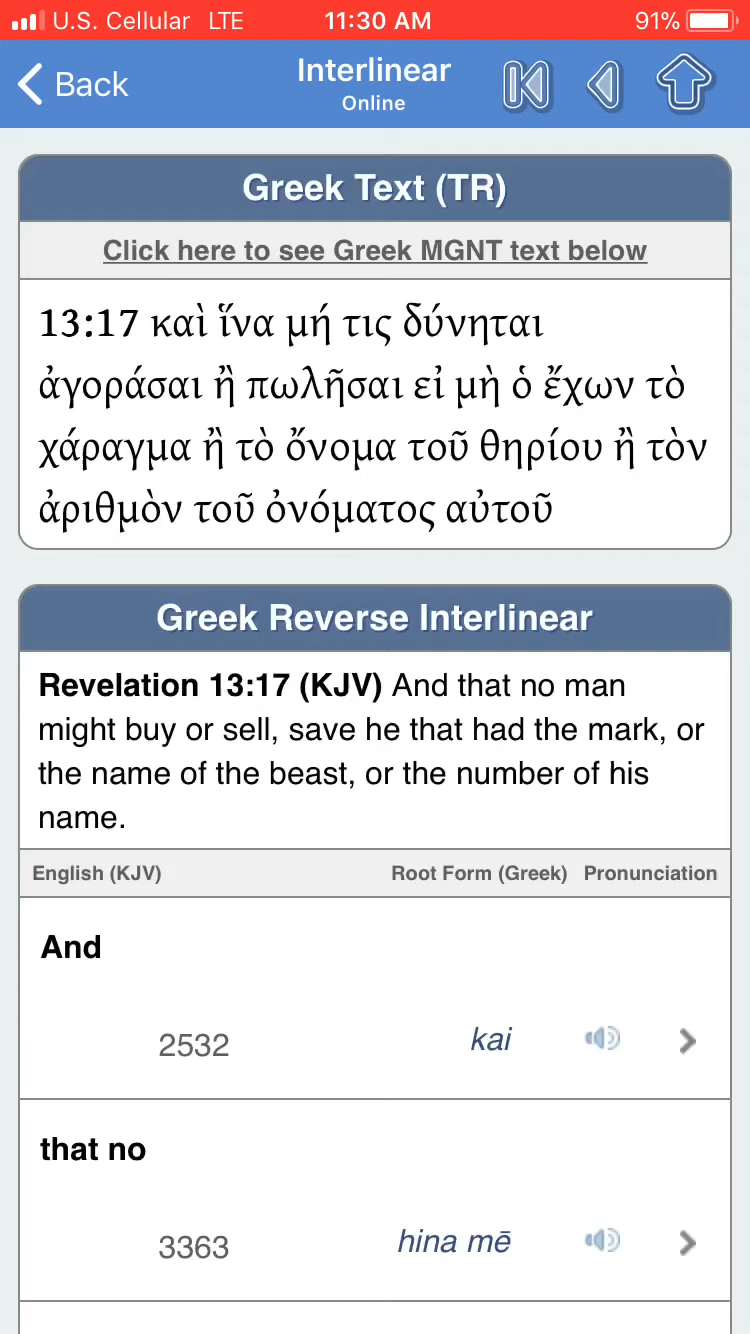 U.S. Cellular LTE 11:30 AM 91%
Back
Interlinear
Online
Greek Text (TR)
Click here to see Greek MGNT text below
13:17 καὶ ἵνα μή τις δύνηται
ἀγοράσαι ἢ πωλῆσαι εἰ μὴ ὁ ἔχων τὸ
χάραγμα ἢ τὸ ὄνομα τοῦ θηρίου ἢ τὸν
ἀριθμὸν τοῦ ὀνόματος αὐτοῦ
Greek Reverse Interlinear
Revelation 13:17 (KJV) And that no man
might buy or sell, save he that had the mark, or
the name of the beast, or the number of his
name.
English (KJV) Root Form (Greek) Pronunciation
And
2532 kai
that no
3363 hina mē